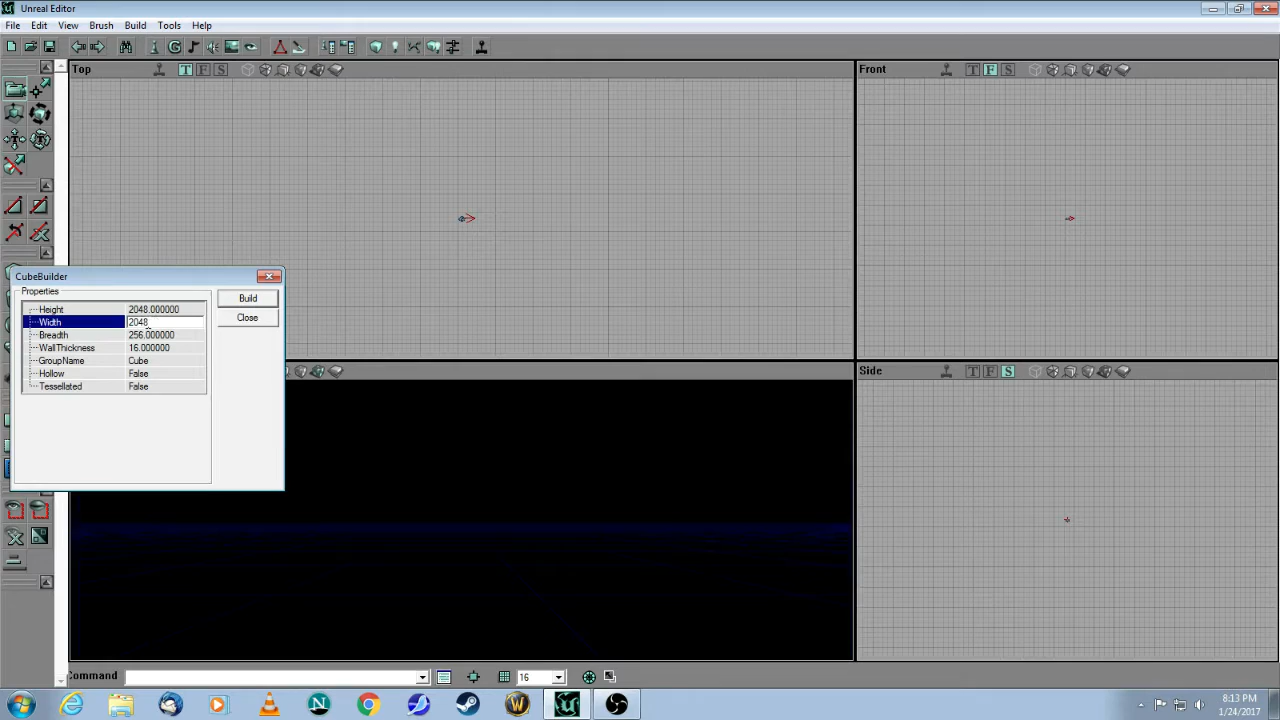 Unreal Editor
File Edit View Brush Build Tools Help
Top T F S
Front T F S
CubeBuilder
Properties
Height 2048.000000
Width 2048
Breadth 256.000000
WallThickness 16.000000
GroupName Cube
Hollow False
Tessellated False
Build
Close
Side T F S
Command
16
8:13 PM
1/24/2017